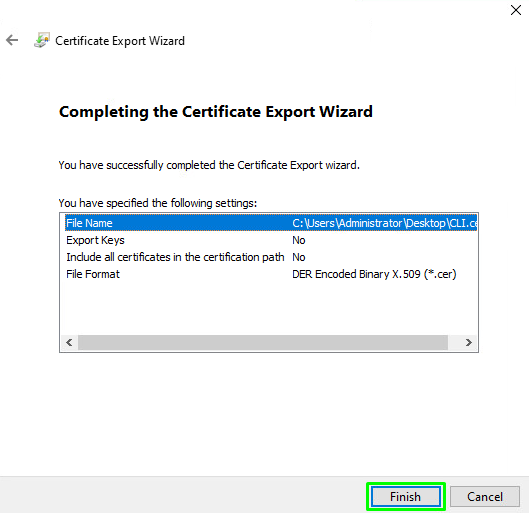 Certificate Export Wizard
Completing the Certificate Export Wizard
You have successfully completed the Certificate Export wizard.
You have specified the following settings:
File Name C:\Users\Administrator\Desktop\CLI.ce
Export Keys No
Include all certificates in the certification path No
File Format DER Encoded Binary X.509 (*.cer)
Finish Cancel